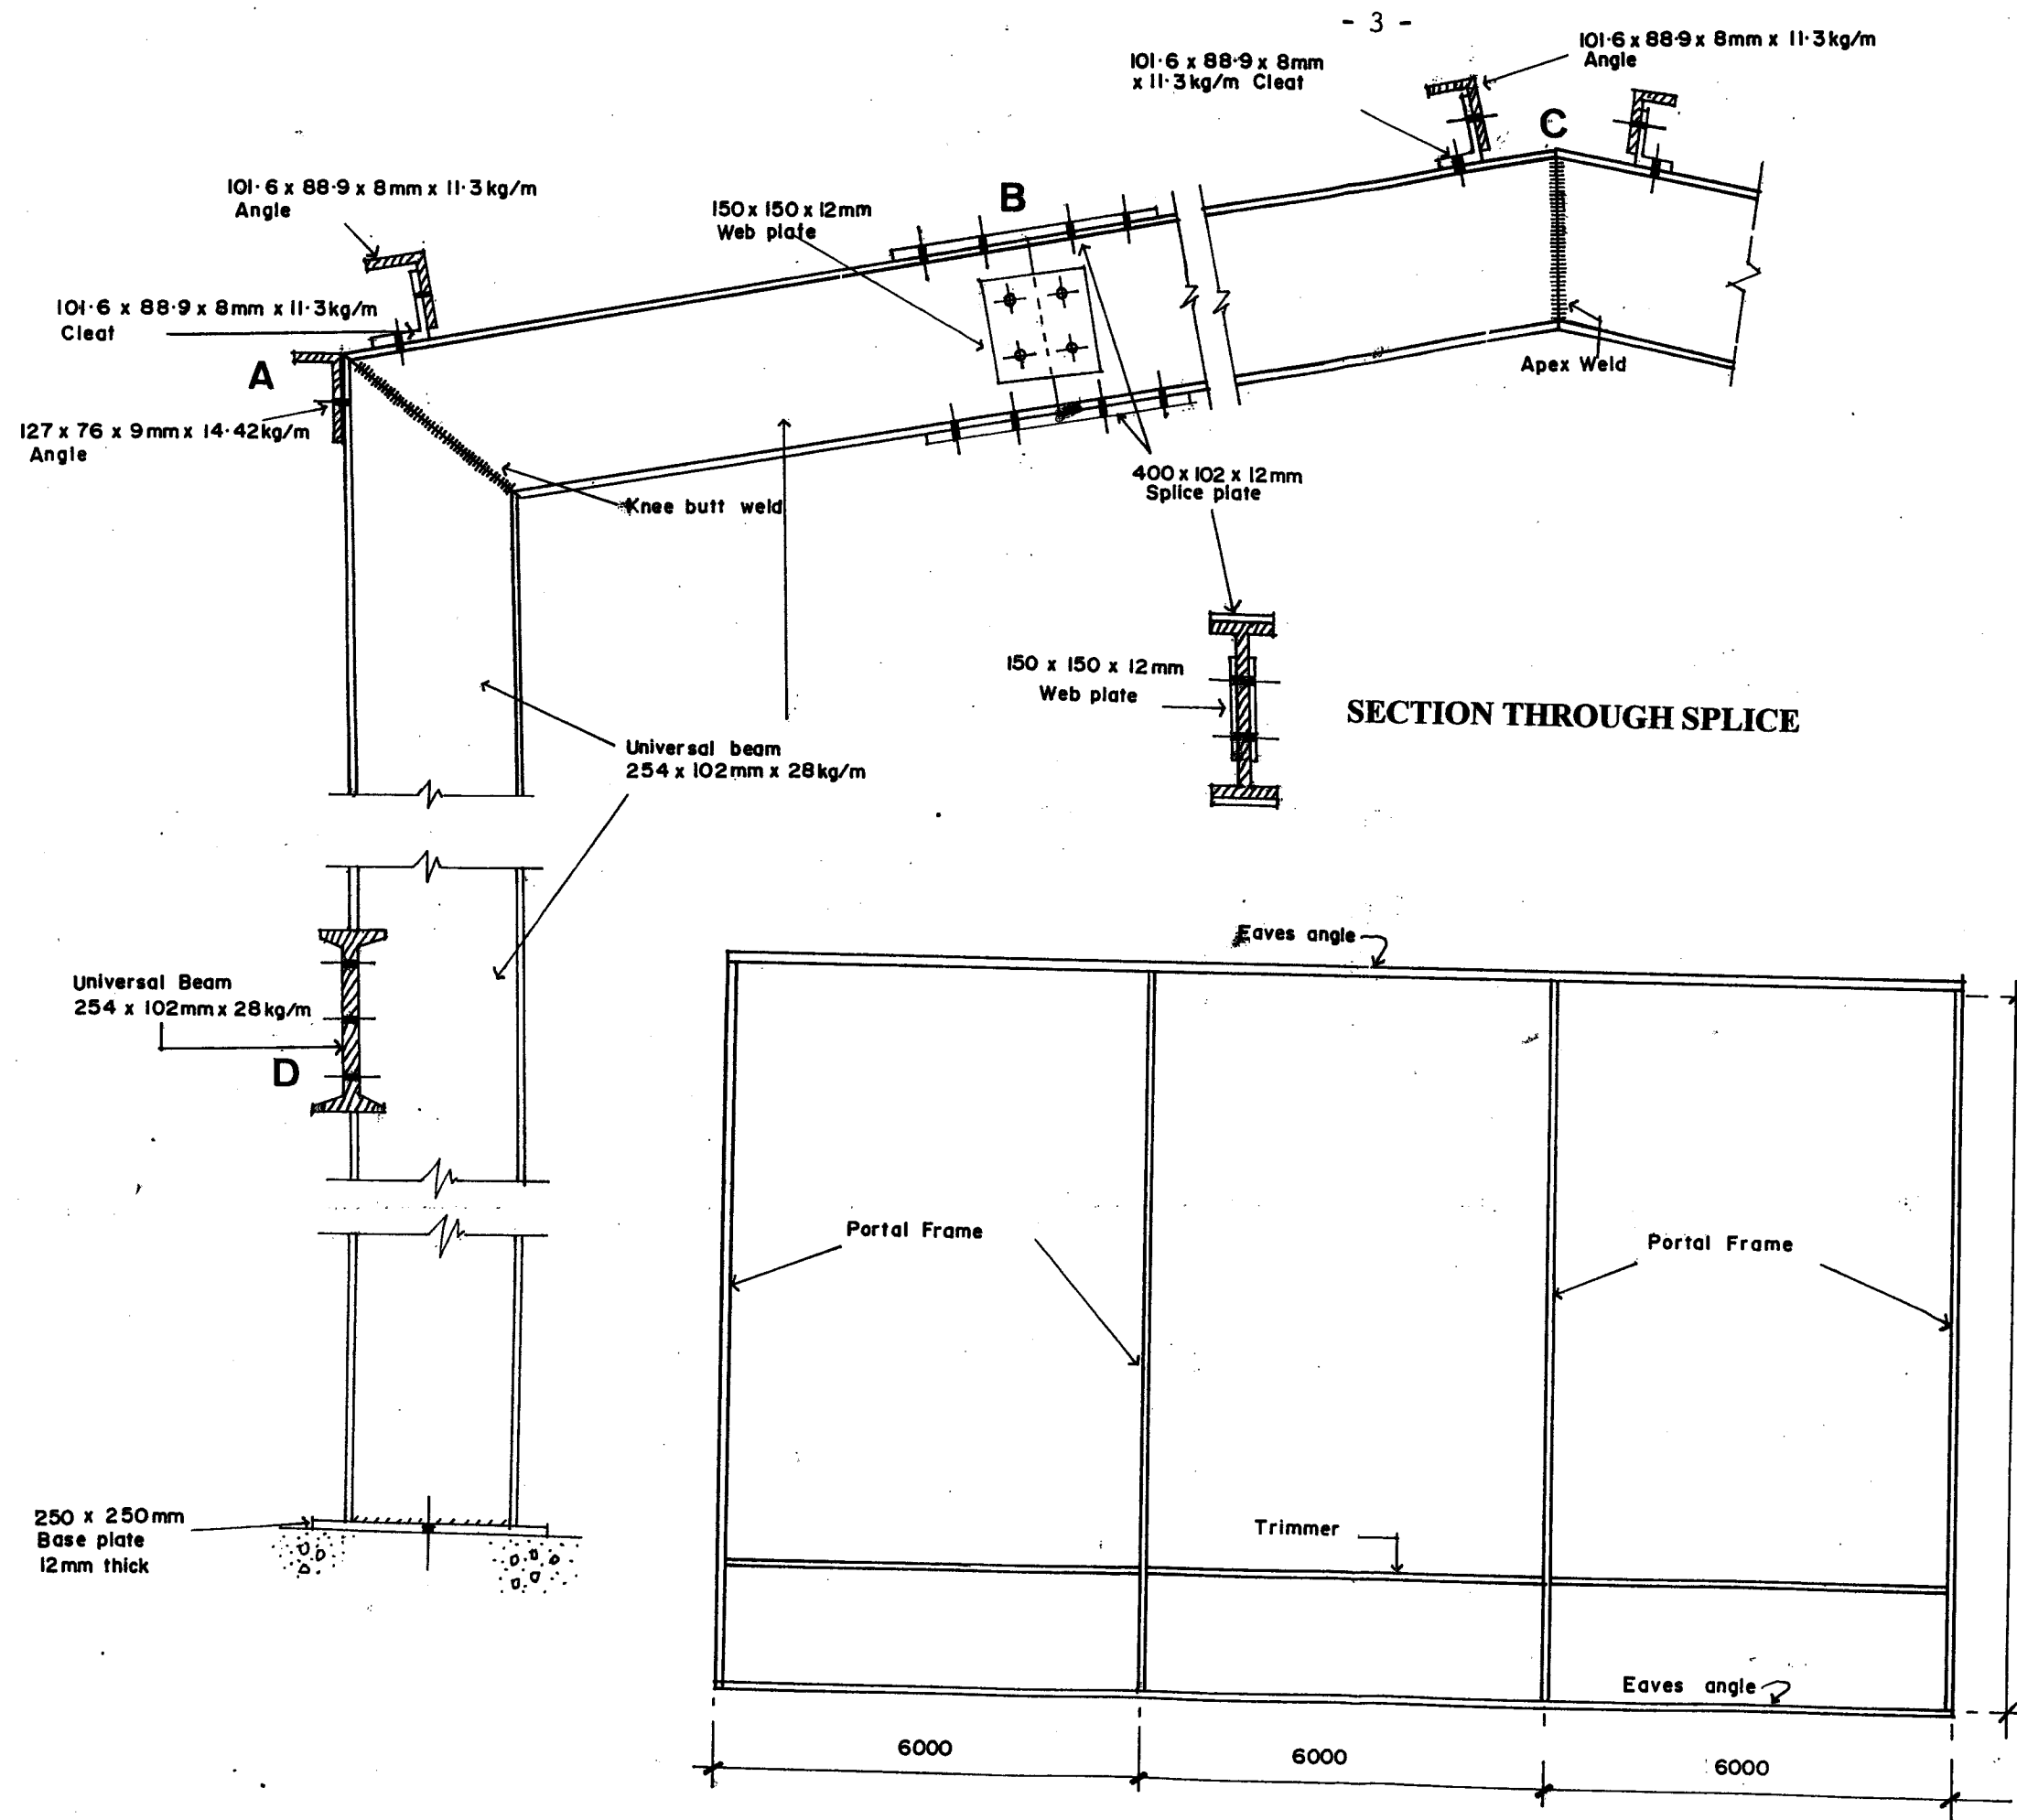 - 3 -
101·6 x 88·9 x 8mm x 11·3kg/m
Angle
101·6 x 88·9 x 8mm
x 11·3kg/m Cleat
C
101·6 x 88·9 x 8mm x 11·3kg/m
Angle
B
150 x 150 x 12mm
Web plate
101·6 x 88·9 x 8mm x 11·3kg/m
Cleat
A
127 x 76 x 9mm x 14·42kg/m
Angle
Apex Weld
Knee butt weld
400 x 102 x 12mm
Splice plate
150 x 150 x 12mm
Web plate
SECTION THROUGH SPLICE
Universal beam
254 x 102mm x 28kg/m
Universal Beam
254 x 102mm x 28kg/m
D
250 x 250mm
Base plate
12mm thick
Eaves angle
Portal Frame
Portal Frame
Trimmer
Eaves angle
6000
6000
6000